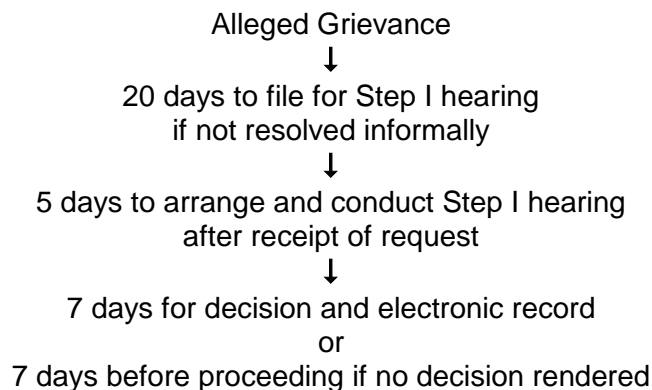 Alleged Grievance
↓
20 days to file for Step I hearing
if not resolved informally
↓
5 days to arrange and conduct Step I hearing
after receipt of request
↓
7 days for decision and electronic record
or
7 days before proceeding if no decision rendered